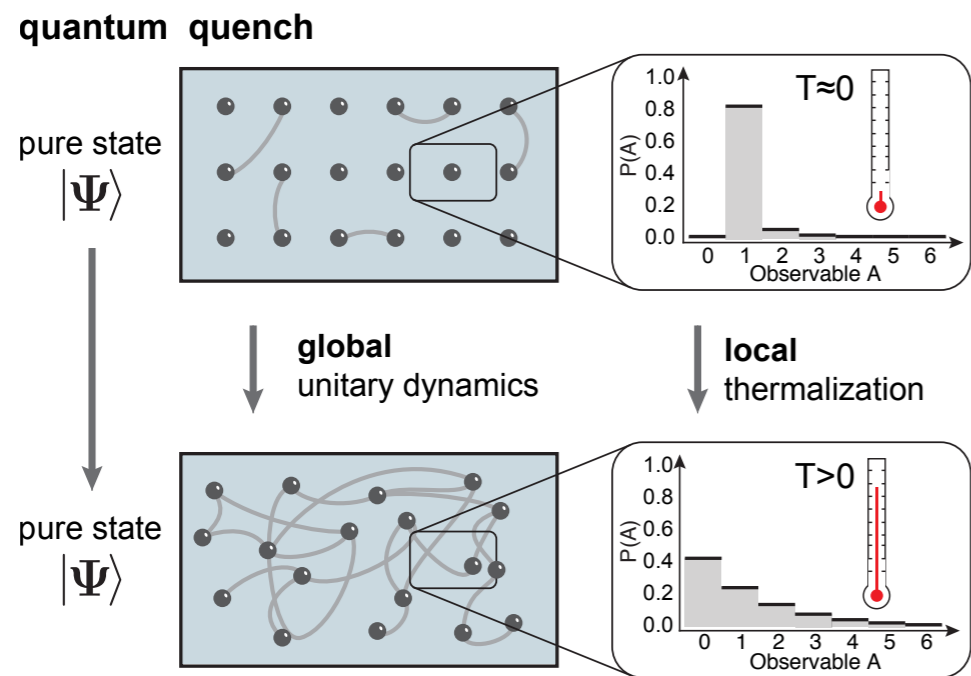 quantum quench
pure state
|Ψ⟩
T≈0
P(A)
1.0
0.8
0.6
0.4
0.2
0.0
0 1 2 3 4 5 6
Observable A
global
unitary dynamics
local
thermalization
pure state
|Ψ⟩
T>0
P(A)
1.0
0.8
0.6
0.4
0.2
0.0
0 1 2 3 4 5 6
Observable A